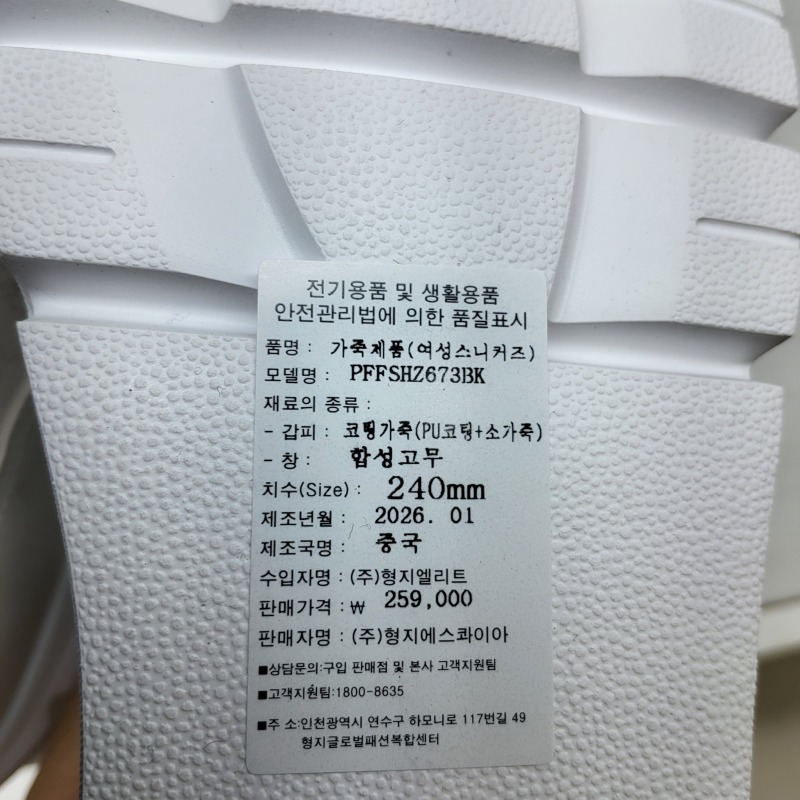 전기용품 및 생활용품
안전관리법에 의한 품질표시
품명 : 가죽제품(여성스니커즈)
모델명 : PFFSHZ673BK
재료의 종류 :
- 갑피 : 코팅가죽(PU코팅+소가죽)
- 창 : 합성고무
치수(Size) : 240mm
제조년월 : 2026. 01
제조국명 : 중국
수입자명 : (주)형지엘리트
판매가격 : ₩ 259,000
판매자명 : (주)형지에스콰이아
■상담문의:구입 판매점 및 본사 고객지원팀
■고객지원팀:1800-8635
■주 소:인천광역시 연수구 하모니로 117번길 49
형지글로벌패션복합센터